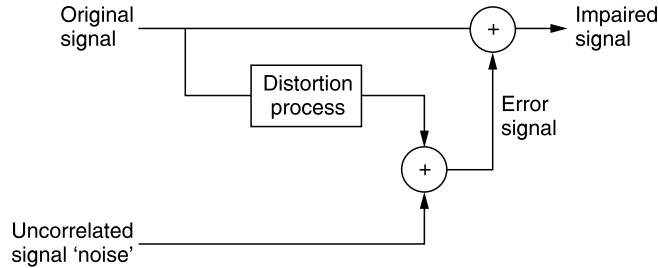 Original
signal
+
Impaired
signal
Distortion
process
Error
signal
+
Uncorrelated
signal ‘noise’